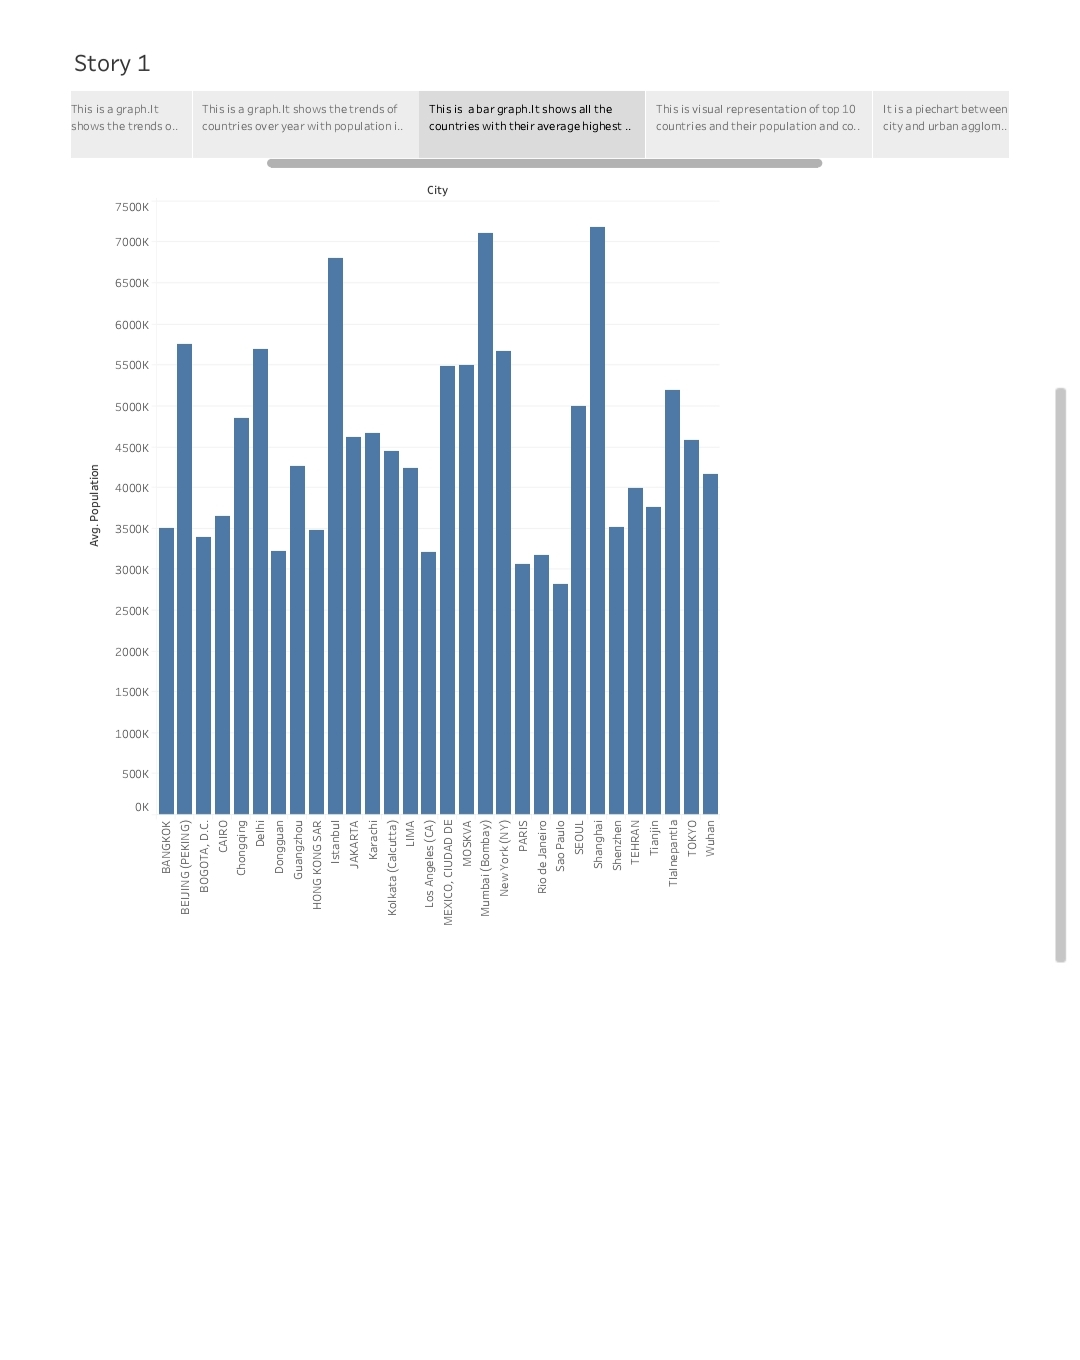 Story 1
This is a graph.It
shows the trends o..
This is a graph.It shows the trends of
countries over year with population i..
This is  a bar graph.It shows all the
countries with their average highest ..
This is visual representation of top 10
countries and their population and co..
It is a piechart between
city and urban agglom..
City
7500K
7000K
6500K
6000K
5500K
5000K
4500K
4000K
3500K
3000K
2500K
2000K
1500K
1000K
500K
0K
Avg. Population
BANGKOK
BEIJING (PEKING)
BOGOTA, D.C.
CAIRO
Chongqing
Delhi
Dongguan
Guangzhou
HONG KONG SAR
Istanbul
JAKARTA
Karachi
Kolkata (Calcutta)
LIMA
Los Angeles (CA)
MEXICO, CIUDAD DE
MOSKVA
Mumbai (Bombay)
New York (NY)
PARIS
Rio de Janeiro
Sao Paulo
SEOUL
Shanghai
Shenzhen
TEHRAN
Tianjin
Tlalnepantla
TOKYO
Wuhan